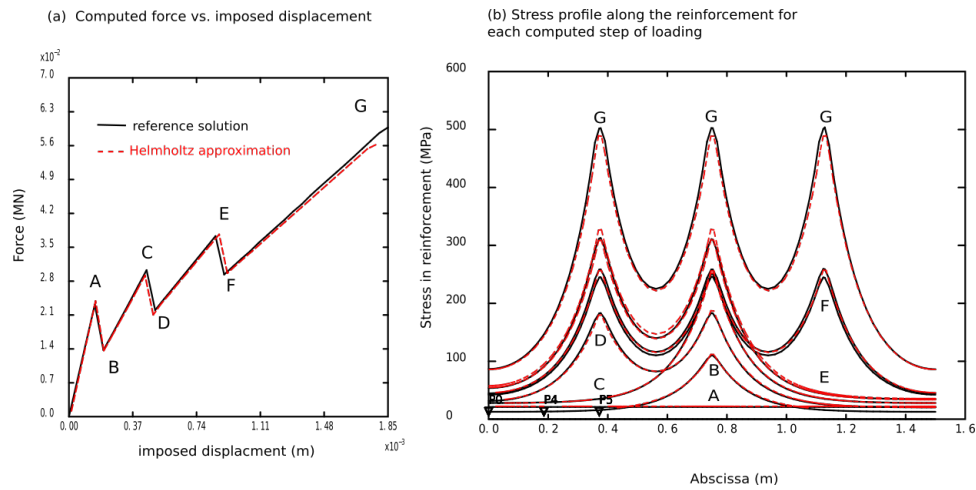 (a) Computed force vs. imposed displacement
x10⁻²
7.0
6.3
5.6
4.9
4.2
3.5
2.8
2.1
1.4
0.7
0.0
Force (MN)
reference solution
Helmholtz approximation
A
B
C
D
E
F
G
0.00
0.37
0.74
1.11
1.48
1.85
x10⁻³
imposed displacment (m)
(b) Stress profile along the reinforcement for
each computed step of loading
600
500
400
300
200
100
0
Stress in reinforcement (MPa)
G G G
F
D
B
C
E
A
P0 P4 P5
0.0 0.2 0.4 0.6 0.8 1.0 1.2 1.4 1.6
Abscissa (m)